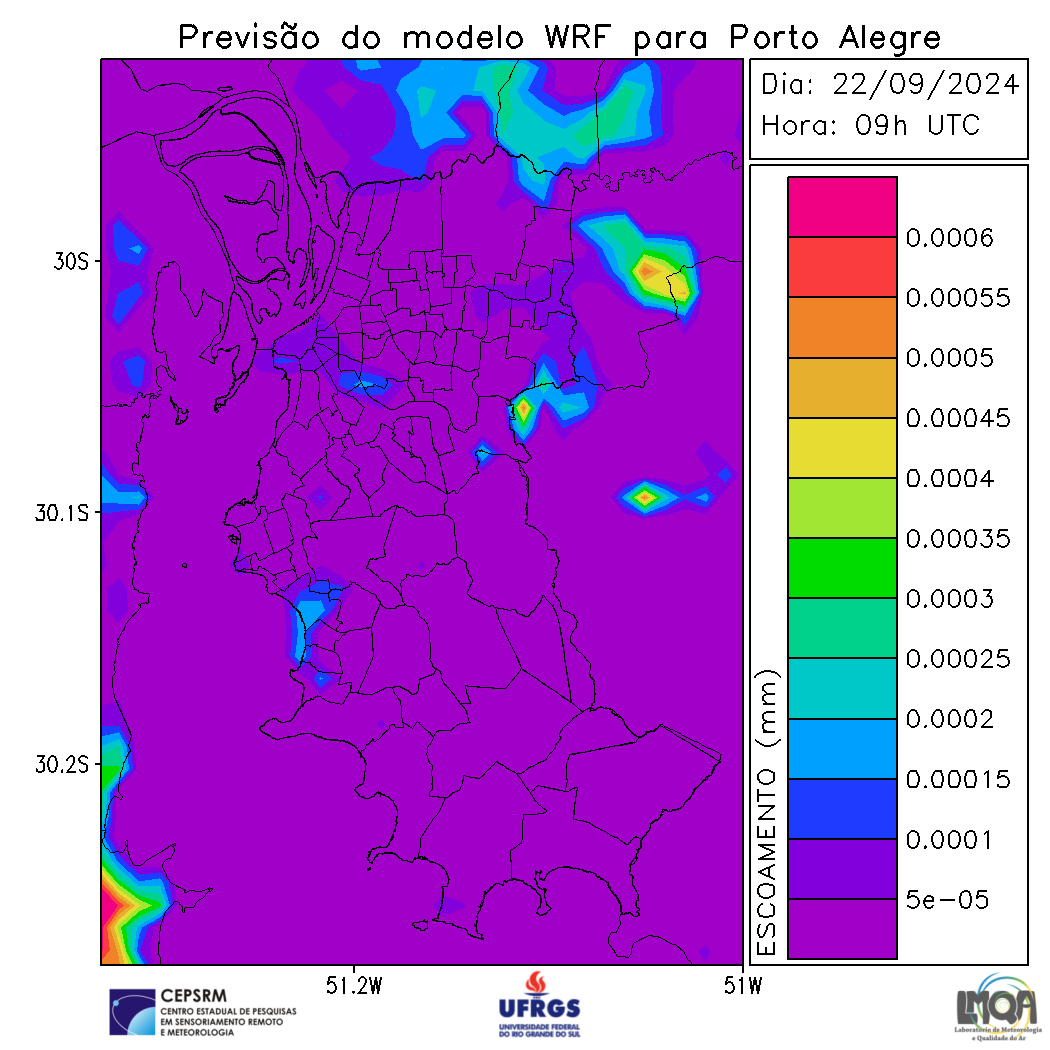 Previsão do modelo WRF para Porto Alegre
Dia: 22/09/2024
Hora: 09h UTC
0.0006
0.00055
0.0005
0.00045
0.0004
0.00035
0.0003
0.00025
0.0002
0.00015
0.0001
5e-05
ESCOAMENTO (mm)
30S
30.1S
30.2S
51.2W
51W
CEPSRM
CENTRO ESTADUAL DE PESQUISAS
EM SENSORIAMENTO REMOTO
E METEOROLOGIA
UFRGS
UNIVERSIDADE FEDERAL
DO RIO GRANDE DO SUL
LMQA
Laboratório de Meteorologia
e Qualidade do Ar